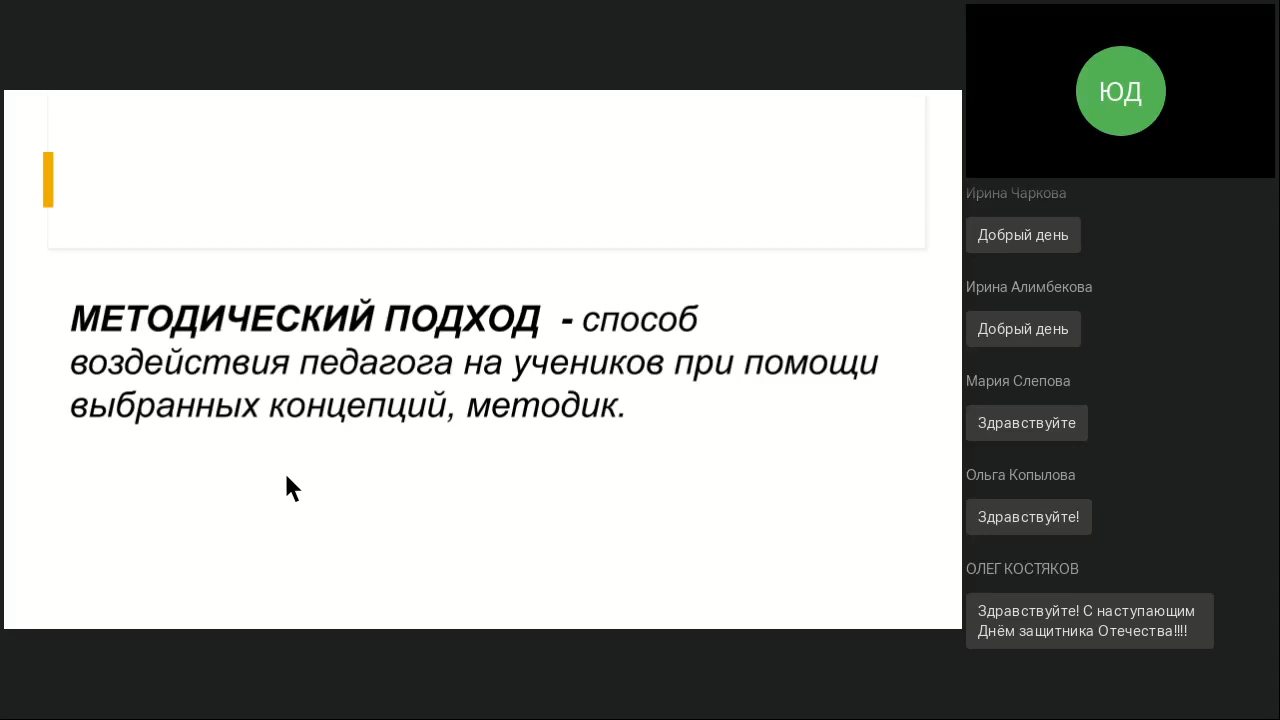 МЕТОДИЧЕСКИЙ ПОДХОД - способ
воздействия педагога на учеников при помощи
выбранных концепций, методик.
ЮД
Ирина Чаркова
Добрый день
Ирина Алимбекова
Добрый день
Мария Слепова
Здравствуйте
Ольга Копылова
Здравствуйте!
ОЛЕГ КОСТЯКОВ
Здравствуйте! С наступающим
Днём защитника Отечества!!!!